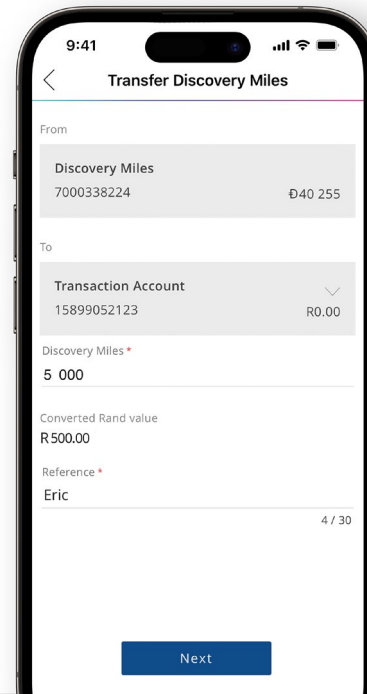 9:41
Transfer Discovery Miles
From
Discovery Miles
7000338224 Ð40 255
To
Transaction Account
15899052123 R0.00
Discovery Miles *
5 000
Converted Rand value
R500.00
Reference *
Eric
4 / 30
Next